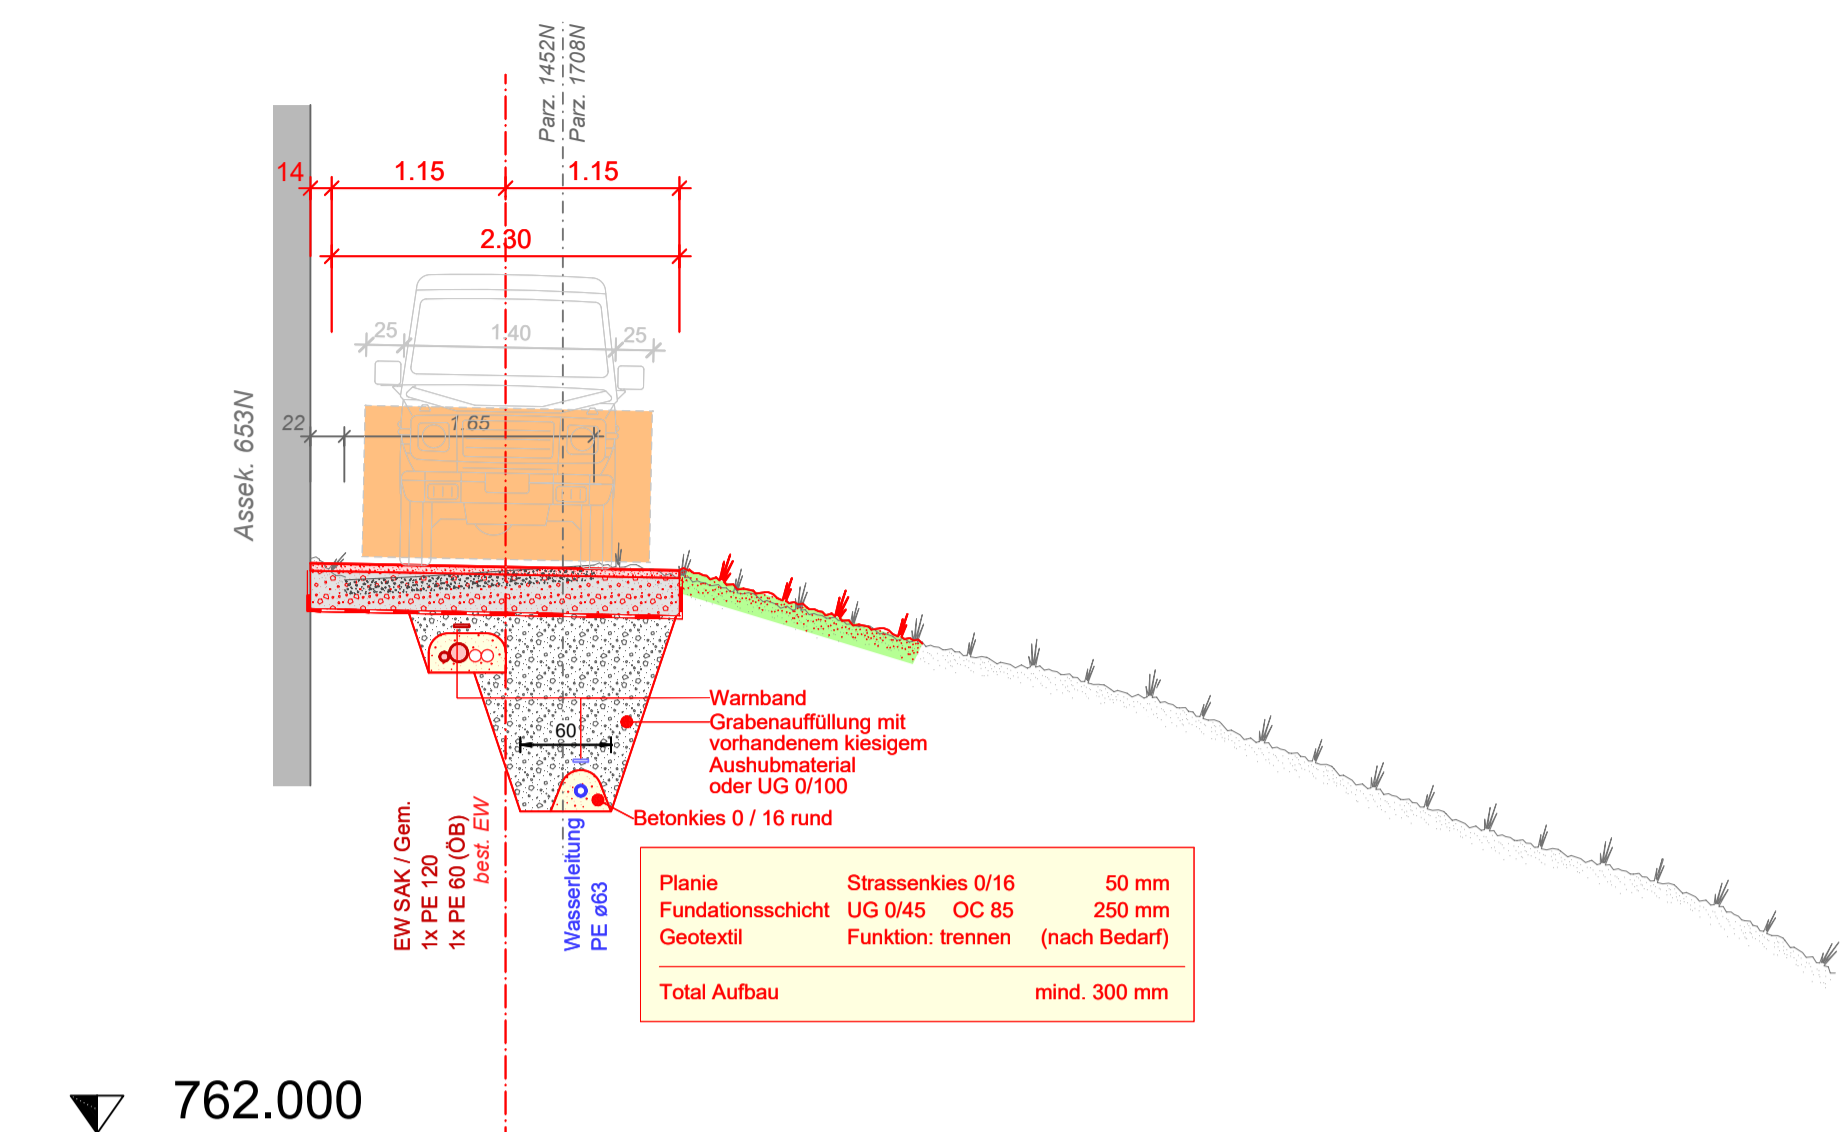 Parz. 1452N
Parz. 1708N
14
1.15
1.15
2.30
25
1.40
25
22
1.65
Assek. 653N
Warnband
Grabenauffüllung mit
vorhandenem kiesigem
Aushubmaterial
oder UG 0/100
60
Betonkies 0 / 16 rund
EW SAK / Gem.
1x PE 120
1x PE 60 (ÖB)
best. EW
Wasserleitung
PE ø63
Planie Strassenkies 0/16 50 mm
Fundationsschicht UG 0/45 OC 85 250 mm
Geotextil Funktion: trennen (nach Bedarf)
Total Aufbau mind. 300 mm
762.000